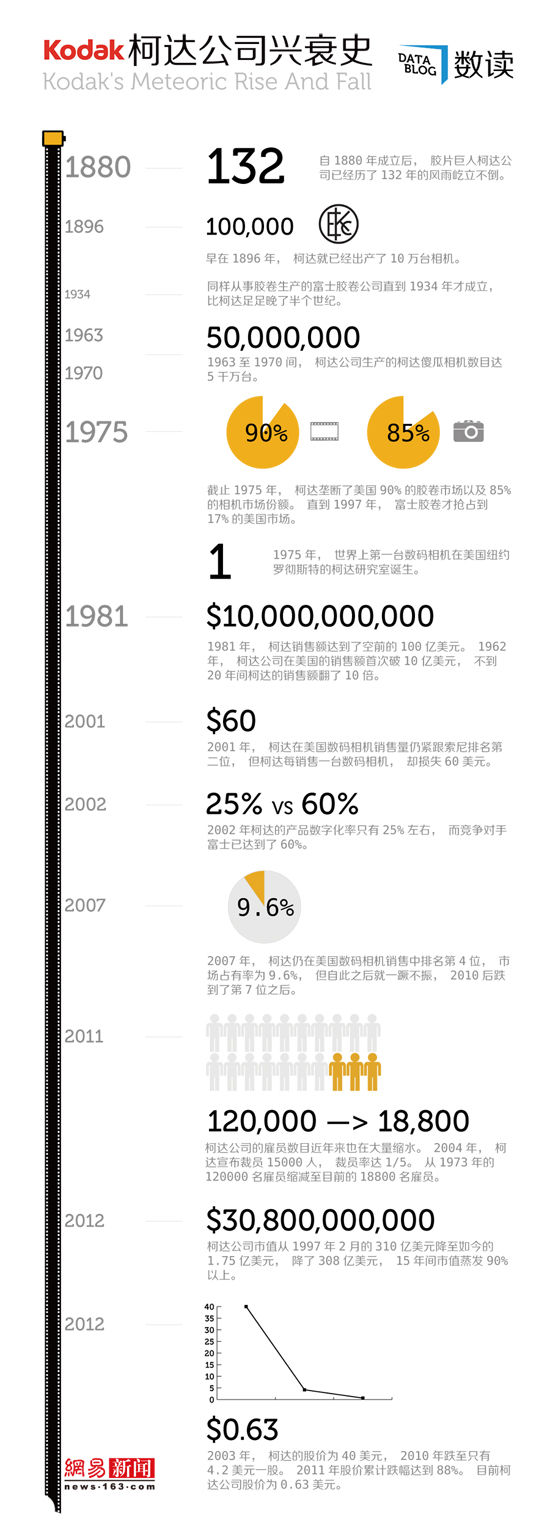 Kodak 柯达公司兴衰史
Kodak's Meteoric Rise And Fall
DATA
BLOG
数读
1880
132
自 1880 年成立后， 胶片巨人柯达公
司已经历了 132 年的风雨屹立不倒。
1896
100,000
EKC
早在 1896 年， 柯达就已经出产了 10 万台相机。
1934
同样从事胶卷生产的富士胶卷公司直到 1934 年才成立，
比柯达足足晚了半个世纪。
1963
1970
50,000,000
1963 至 1970 间， 柯达公司生产的柯达傻瓜相机数目达
5 千万台。
1975
90%
85%
截止 1975 年， 柯达垄断了美国 90% 的胶卷市场以及 85%
的相机市场份额。 直到 1997 年， 富士胶卷才抢占到
17% 的美国市场。
1
1975 年， 世界上第一台数码相机在美国纽约
罗彻斯特的柯达研究室诞生。
1981
$10,000,000,000
1981 年， 柯达销售额达到了空前的 100 亿美元。 1962
年， 柯达公司在美国的销售额首次破 10 亿美元， 不到
20 年间柯达的销售额翻了 10 倍。
2001
$60
2001 年， 柯达在美国数码相机销售量仍紧跟索尼排名第
二位， 但柯达每销售一台数码相机， 却损失 60 美元。
2002
25% VS 60%
2002 年柯达的产品数字化率只有 25% 左右， 而竞争对手
富士已达到了 60%。
2007
9.6%
2007 年， 柯达仍在美国数码相机销售中排名第 4 位， 市
场占有率为 9.6%， 但自此之后就一蹶不振， 2010 后跌
到了第 7 位之后。
2011
120,000 —> 18,800
柯达公司的雇员数目近年来也在大量缩水。 2004 年， 柯
达宣布裁员 15000 人， 裁员率达 1/5。 从 1973 年的
120000 名雇员缩减至目前的 18800 名雇员。
2012
$30,800,000,000
柯达公司市值从 1997 年 2 月的 310 亿美元降至如今的
1.75 亿美元， 降了 308 亿美元， 15 年间市值蒸发 90%
以上。
2012
40
35
30
25
20
15
10
5
0
$0.63
2003 年， 柯达的股价为 40 美元， 2010 年跌至只有
4.2 美元一股。 2011 年股价累计跌幅达到 88%。 目前柯
达公司股价为 0.63 美元。
網易 新闻
news·163·com